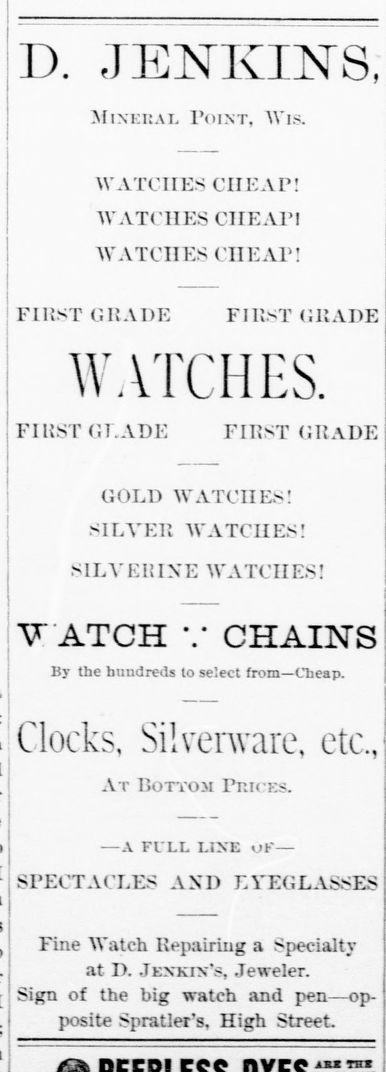 D. JENKINS,
MINERAL POINT, WIS.
WATCHES CHEAP!
WATCHES CHEAP!
WATCHES CHEAP!
FIRST GRADE FIRST GRADE
WATCHES.
FIRST GRADE FIRST GRADE
GOLD WATCHES!
SILVER WATCHES!
SILVERINE WATCHES!
WATCH ∵ CHAINS
By the hundreds to select from—Cheap.
Clocks, Silverware, etc.,
AT BOTTOM PRICES.
—A FULL LINE OF—
SPECTACLES AND EYEGLASSES
Fine Watch Repairing a Specialty
at D. JENKIN'S, Jeweler.
Sign of the big watch and pen—op-
posite Spratler's, High Street.
PEERLESS DYES ARE THE